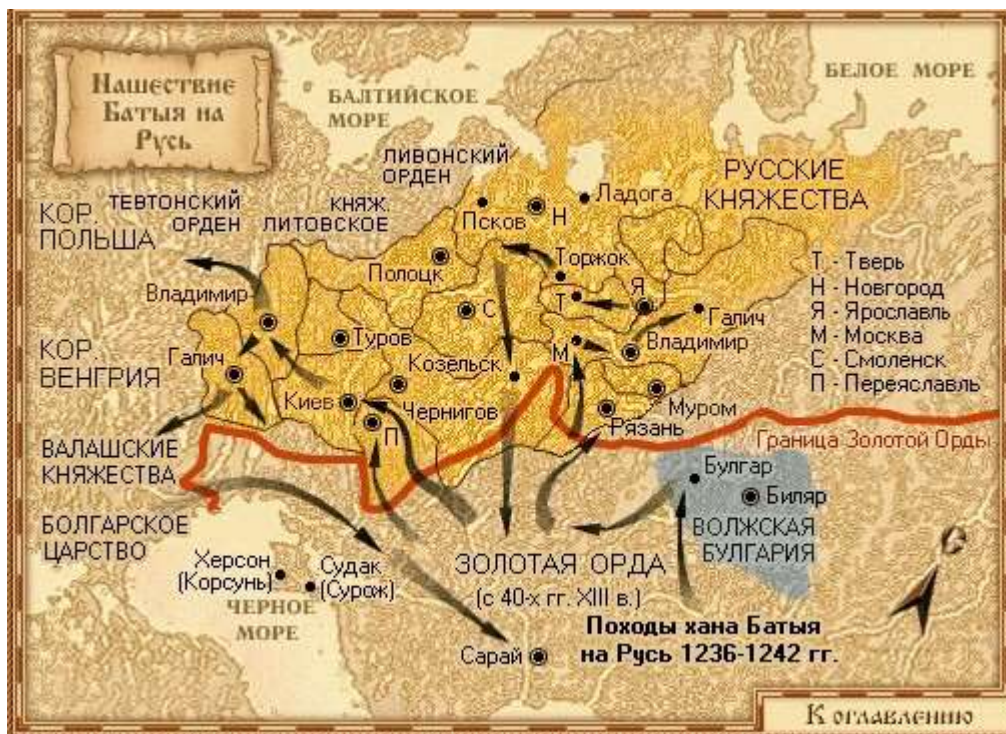 Нашествие
Батыя на
Русь
БАЛТИЙСКОЕ
МОРЕ
БЕЛОЕ МОРЕ
ЛИВОНСКИЙ
ОРДЕН
РУССКИЕ
КНЯЖЕСТВА
ТЕВТОНСКИЙ
ОРДЕН
КНЯЖ.
ЛИТОВСКОЕ
КОР.
ПОЛЬША
Псков
Н
Ладога
Торжок
Полоцк
Т - Тверь
Н - Новгород
Я - Ярославль
М - Москва
С - Смоленск
П - Переяславль
Владимир
С
Т
Я
Галич
Туров
М
Владимир
КОР.
ВЕНГРИЯ
Галич
Козельск
Киев
Чернигов
П
Муром
Рязань
Граница Золотой Орды
ВАЛАШСКИЕ
КНЯЖЕСТВА
Булгар
Биляр
ВОЛЖСКАЯ
БУЛГАРИЯ
БОЛГАРСКОЕ
ЦАРСТВО
Херсон
(Корсунь)
Судак
(Сурож)
ЧЕРНОЕ
МОРЕ
ЗОЛОТАЯ ОРДА
(с 40-х гг. XIII в.)
С
Походы хана Батыя
на Русь 1236-1242 гг.
Сарай
К оглавлению